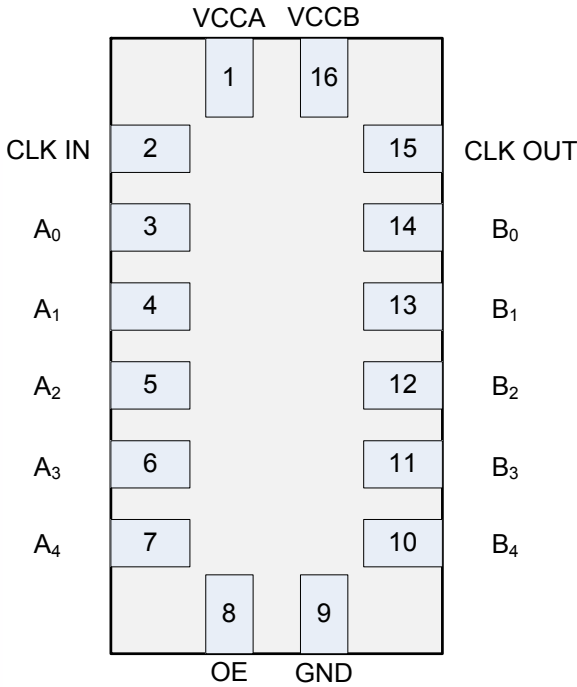 VCCA VCCB
1 16
CLK IN 2 15 CLK OUT
A₀ 3 14 B₀
A₁ 4 13 B₁
A₂ 5 12 B₂
A₃ 6 11 B₃
A₄ 7 10 B₄
8 9
OE GND